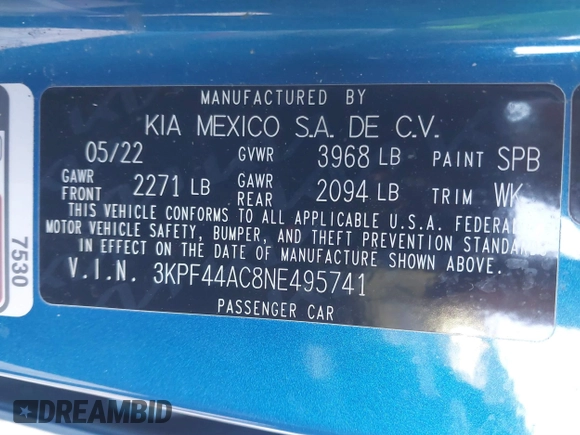 MANUFACTURED BY
KIA MEXICO S.A. DE C.V.
05/22 GVWR 3968 LB PAINT SPB
GAWR FRONT 2271 LB GAWR REAR 2094 LB TRIM WK
THIS VEHICLE CONFORMS TO ALL APPLICABLE U.S.A. FEDERA
MOTOR VEHICLE SAFETY, BUMPER, AND THEFT PREVENTION STANDA
IN EFFECT ON THE DATE OF MANUFACTURE SHOWN ABOVE.
V.I.N. 3KPF44AC8NE495741
PASSENGER CAR
7530
DREAMBID